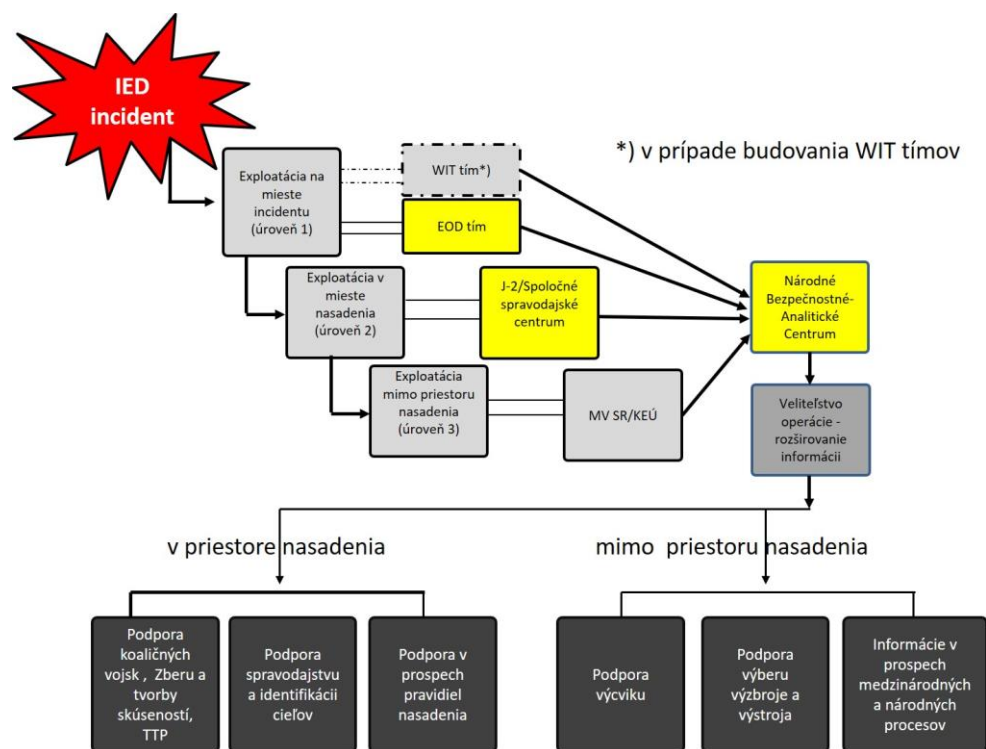 IED
incident
*) v prípade budovania WIT tímov
Exploatácia na
mieste
incidentu
(úroveň 1)
WIT tím*)
EOD tím
Exploatácia v
mieste
nasadenia
(úroveň 2)
J-2/Spoločné
spravodajské
centrum
Národné
Bezpečnostné-
Analitické
Centrum
Exploatácia
mimo priestoru
nasadenia
(úroveň 3)
MV SR/KEÚ
Veliteľstvo
operácie -
rozširovanie
informácii
v priestore nasadenia
mimo priestoru nasadenia
Podpora
koaličných
vojsk , Zberu a
tvorby
skúseností,
TTP
Podpora
spravodajstvu
a identifikácii
cieľov
Podpora v
prospech
pravidiel
nasadenia
Podpora
výcviku
Podpora
výberu
výzbroje a
výstroja
Informácie v
prospech
medzinárodných
a národných
procesov